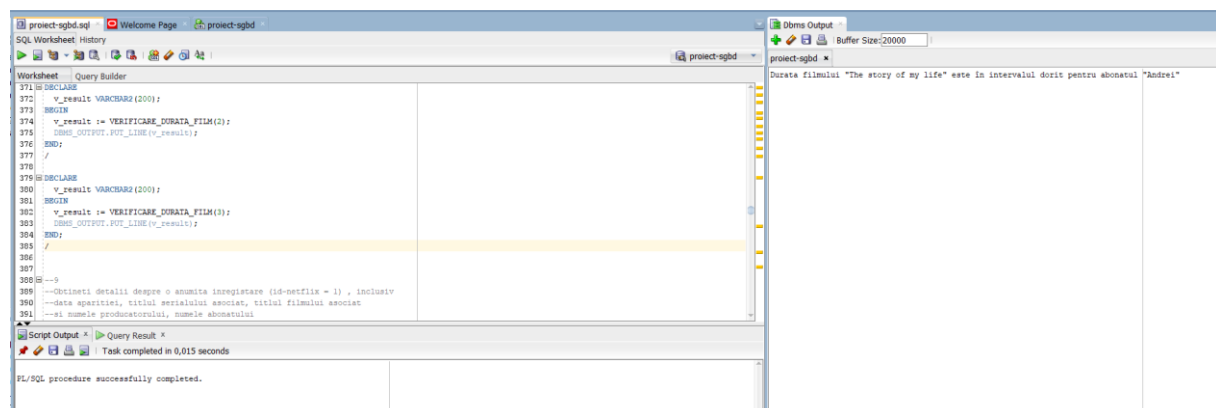 proiect-sgbd.sql Welcome Page proiect-sgbd
SQL Worksheet History
proiect-sgbd
Worksheet Query Builder
371 DECLARE
372 v_result VARCHAR2(200);
373 BEGIN
374 v_result := VERIFICARE_DURATA_FILM(2);
375 DBMS_OUTPUT.PUT_LINE(v_result);
376 END;
377 /
378
379 DECLARE
380 v_result VARCHAR2(200);
381 BEGIN
382 v_result := VERIFICARE_DURATA_FILM(3);
383 DBMS_OUTPUT.PUT_LINE(v_result);
384 END;
385 /
386
387
388 --9
389 --Obtineti detalii despre o anumita inregistare (id-netflix = 1) , inclusiv
390 --data aparitiei, titlul serialului asociat, titlul filmului asociat
391 --si numele producatorului, numele abonatului
Script Output x Query Result x
Task completed in 0,015 seconds
PL/SQL procedure successfully completed.
Dbms Output
Buffer Size: 20000
proiect-sgbd x
Durata filmului "The story of my life" este în intervalul dorit pentru abonatul "Andrei"